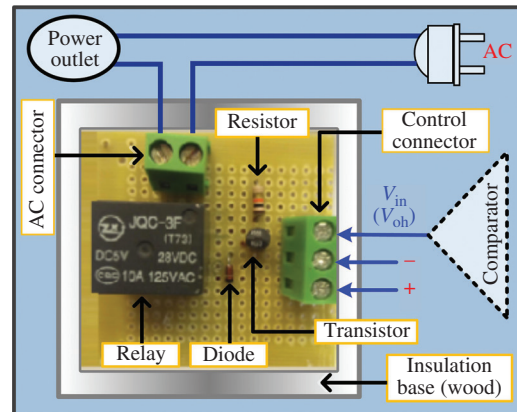 Power
outlet
AC
Resistor
Control
connector
AC connector
V_in
(V_oh)
Comparator
JQC-3F
(T73)
DC5V 28VDC
10A 125VAC
−
+
Transistor
Relay
Diode
Insulation
base (wood)